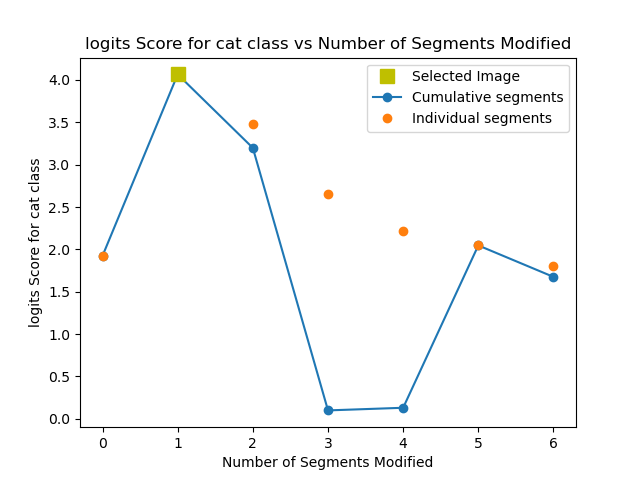 logits Score for cat class vs Number of Segments Modified
Selected Image
Cumulative segments
Individual segments
4.0
3.5
3.0
2.5
2.0
1.5
1.0
0.5
0.0
logits Score for cat class
0 1 2 3 4 5 6
Number of Segments Modified